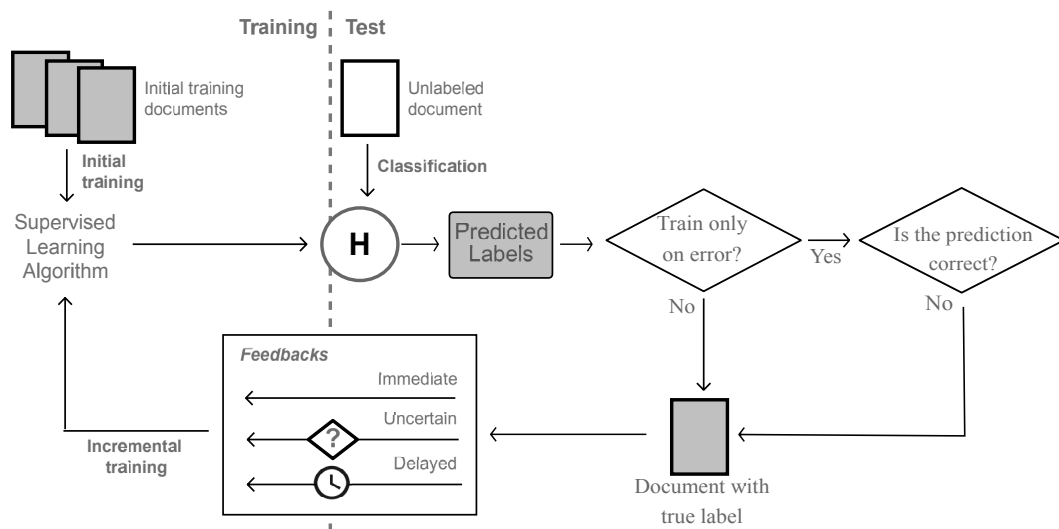 Training
Test
Initial training
documents
Unlabeled
document
Initial
training
Classification
Supervised
Learning
Algorithm
H
Predicted
Labels
Train only
on error?
Yes
Is the prediction
correct?
No
No
Feedbacks
Immediate
Uncertain
?
Delayed
Incremental
training
Document with
true label